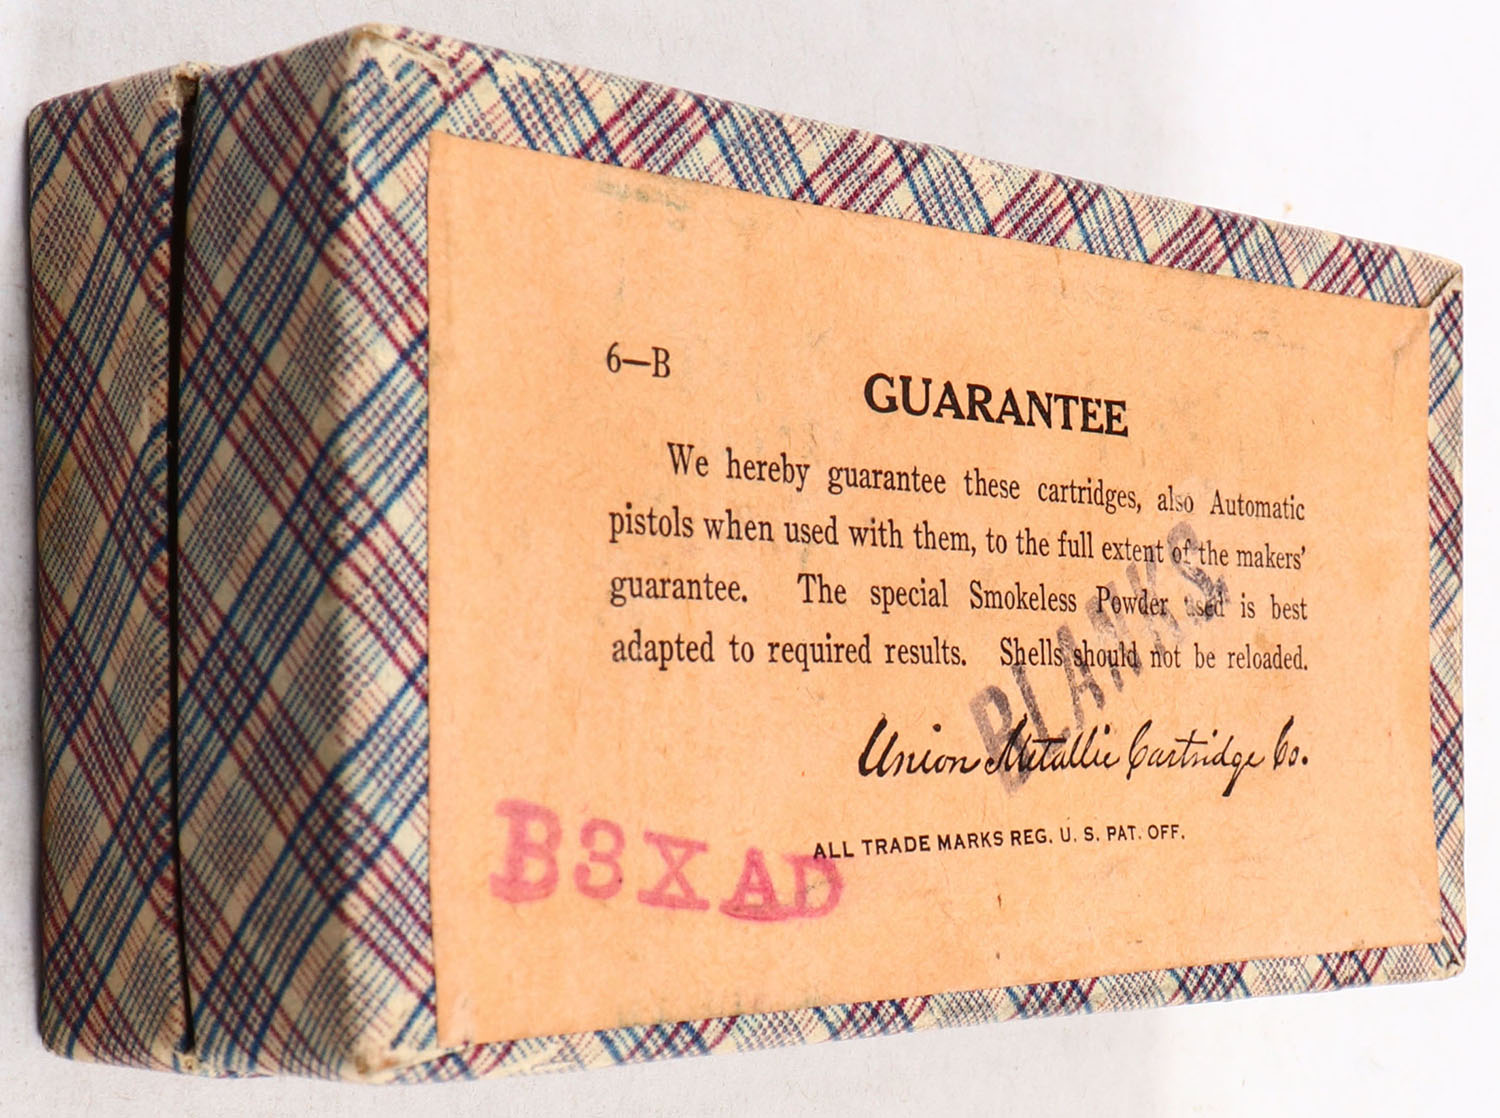 6—B
GUARANTEE
We hereby guarantee these cartridges, also Automatic
pistols when used with them, to the full extent of the makers'
guarantee. The special Smokeless Powder used is best
adapted to required results. Shells should not be reloaded.
BLANKS
Union Metallic Cartridge Co.
ALL TRADE MARKS REG. U. S. PAT. OFF.
B3XAD